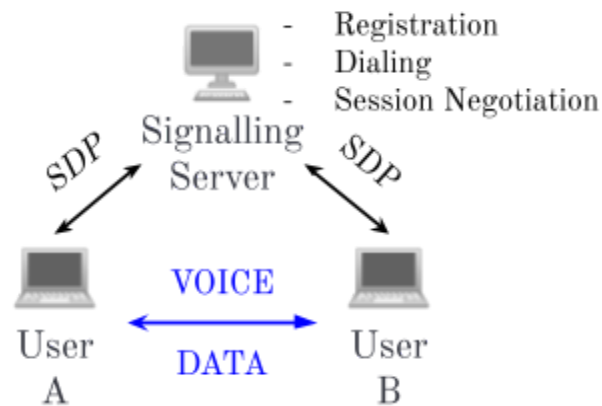 - Registration
- Dialing
- Session Negotiation
Signalling
Server
SDP
SDP
VOICE
DATA
User
A
User
B